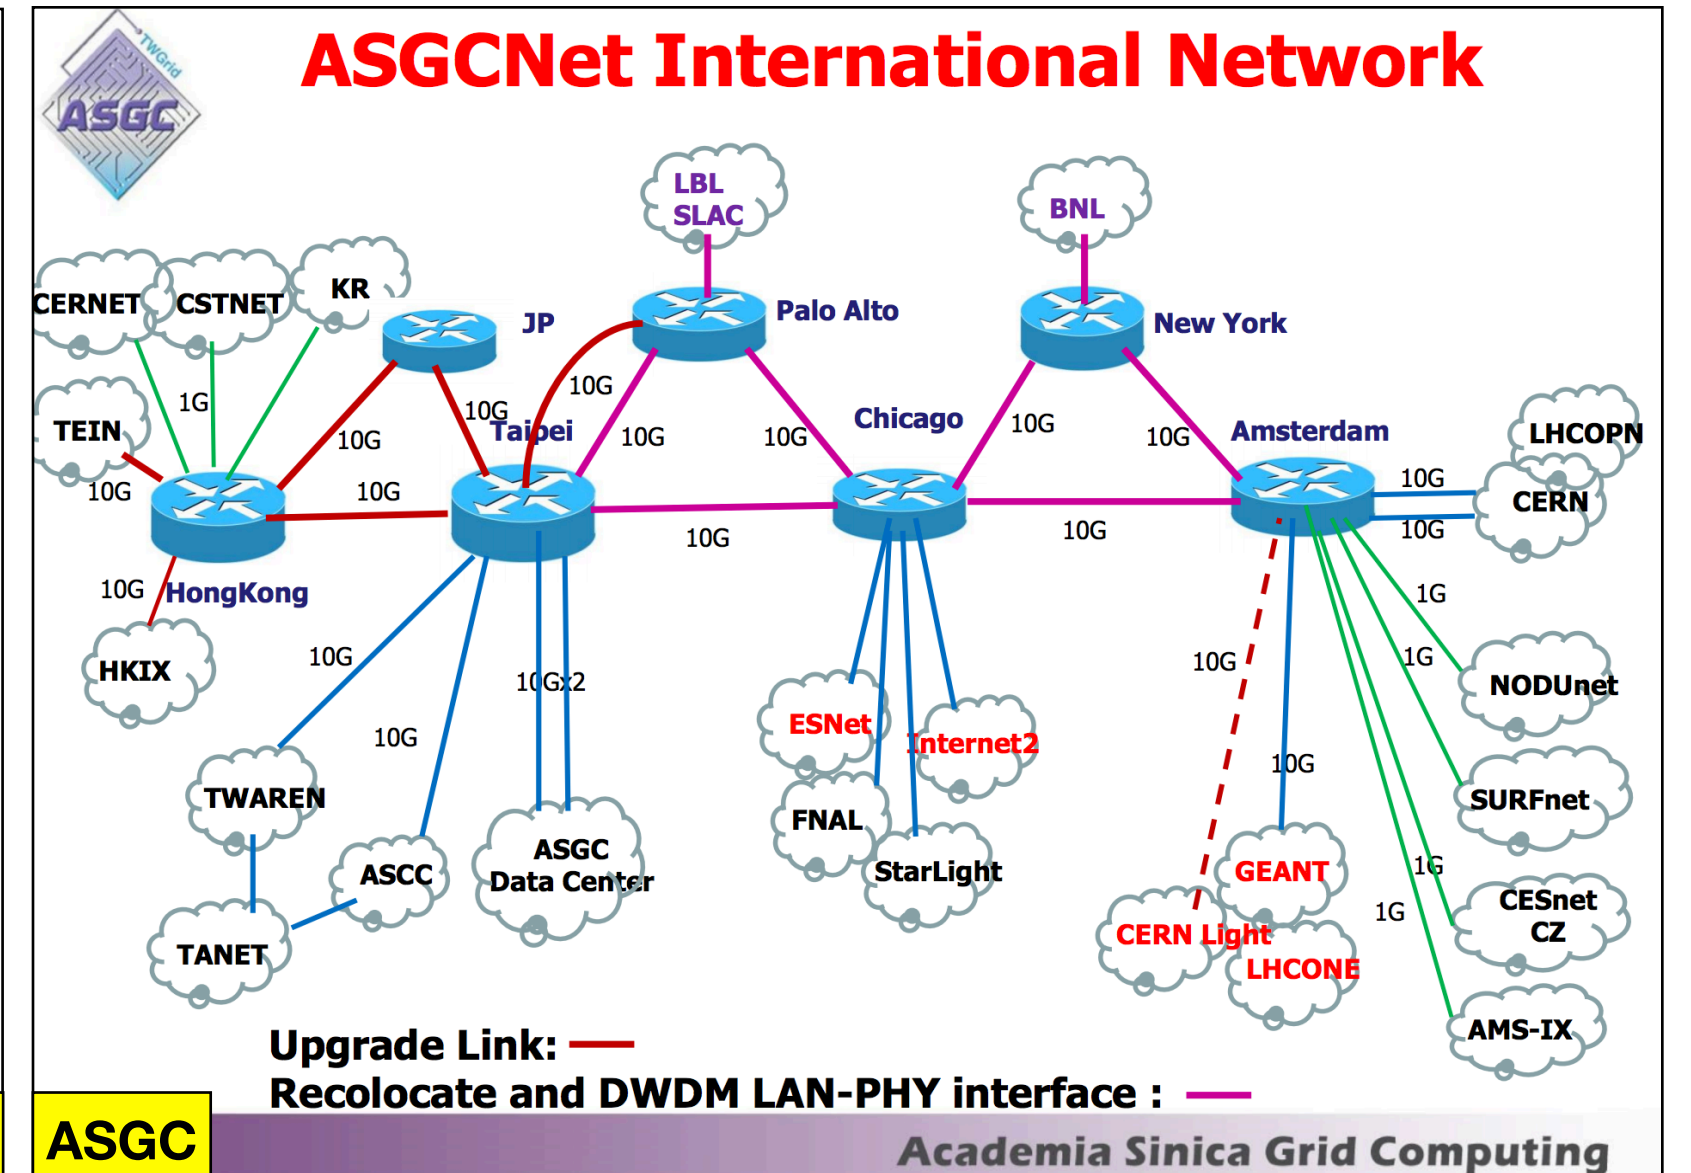 TWGrid
ASGC
ASGCNet International Network
LBL
SLAC
BNL
CERNET
CSTNET
KR
JP
Palo Alto
New York
1G
10G
10G
TEIN
Taipei
10G
10G
10G
Chicago
10G
10G
Amsterdam
LHCOPN
10G
10G
10G
CERN
10G
10G
10G
10G
HongKong
1G
HKIX
10G
10Gx2
10G
1G
NODUnet
10G
ESNet
Internet2
10G
TWAREN
FNAL
SURFnet
ASGC
Data Center
ASCC
StarLight
GEANT
1G
1G
CESnet
CZ
TANET
CERN Light
LHCONE
AMS-IX
Upgrade Link:
Recolocate and DWDM LAN-PHY interface :
ASGC
Academia Sinica Grid Computing